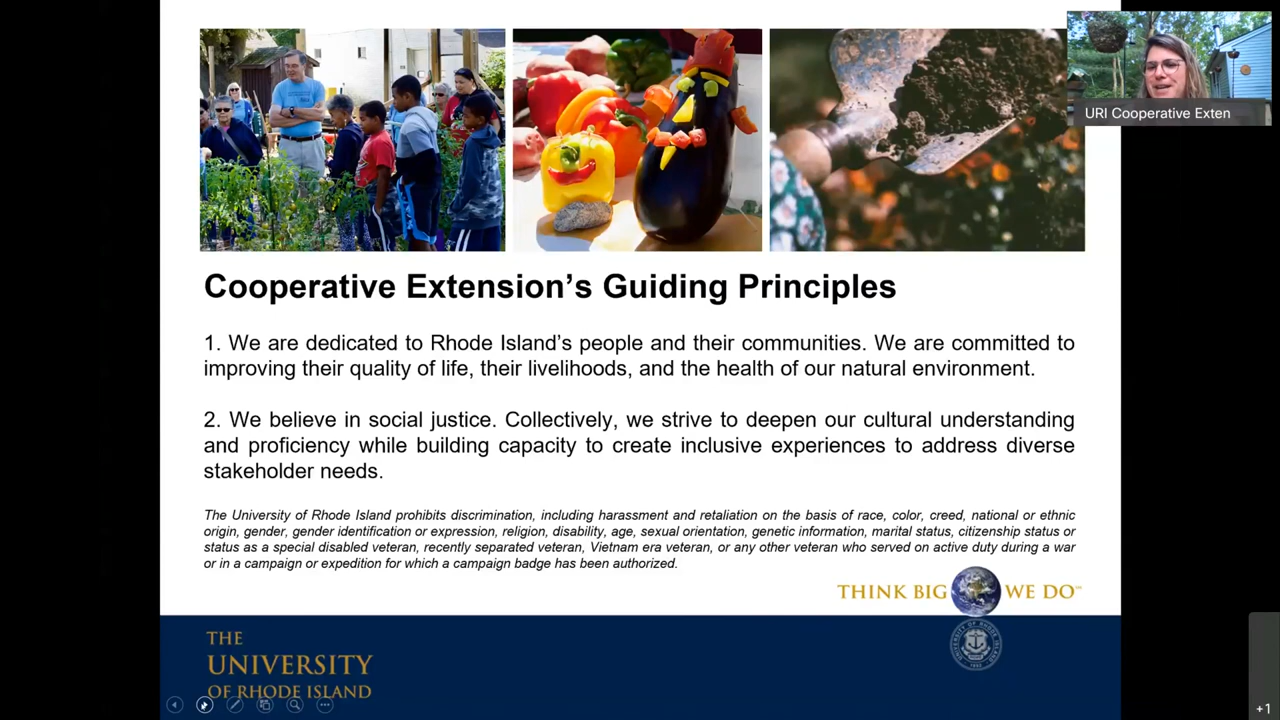 URI Cooperative Exten
Cooperative Extension’s Guiding Principles
1. We are dedicated to Rhode Island’s people and their communities. We are committed to
improving their quality of life, their livelihoods, and the health of our natural environment.
2. We believe in social justice. Collectively, we strive to deepen our cultural understanding
and proficiency while building capacity to create inclusive experiences to address diverse
stakeholder needs.
The University of Rhode Island prohibits discrimination, including harassment and retaliation on the basis of race, color, creed, national or ethnic
origin, gender, gender identification or expression, religion, disability, age, sexual orientation, genetic information, marital status, citizenship status or
status as a special disabled veteran, recently separated veteran, Vietnam era veteran, or any other veteran who served on active duty during a war
or in a campaign or expedition for which a campaign badge has been authorized.
THINK BIG WE DO
THE
UNIVERSITY
OF RHODE ISLAND
+1